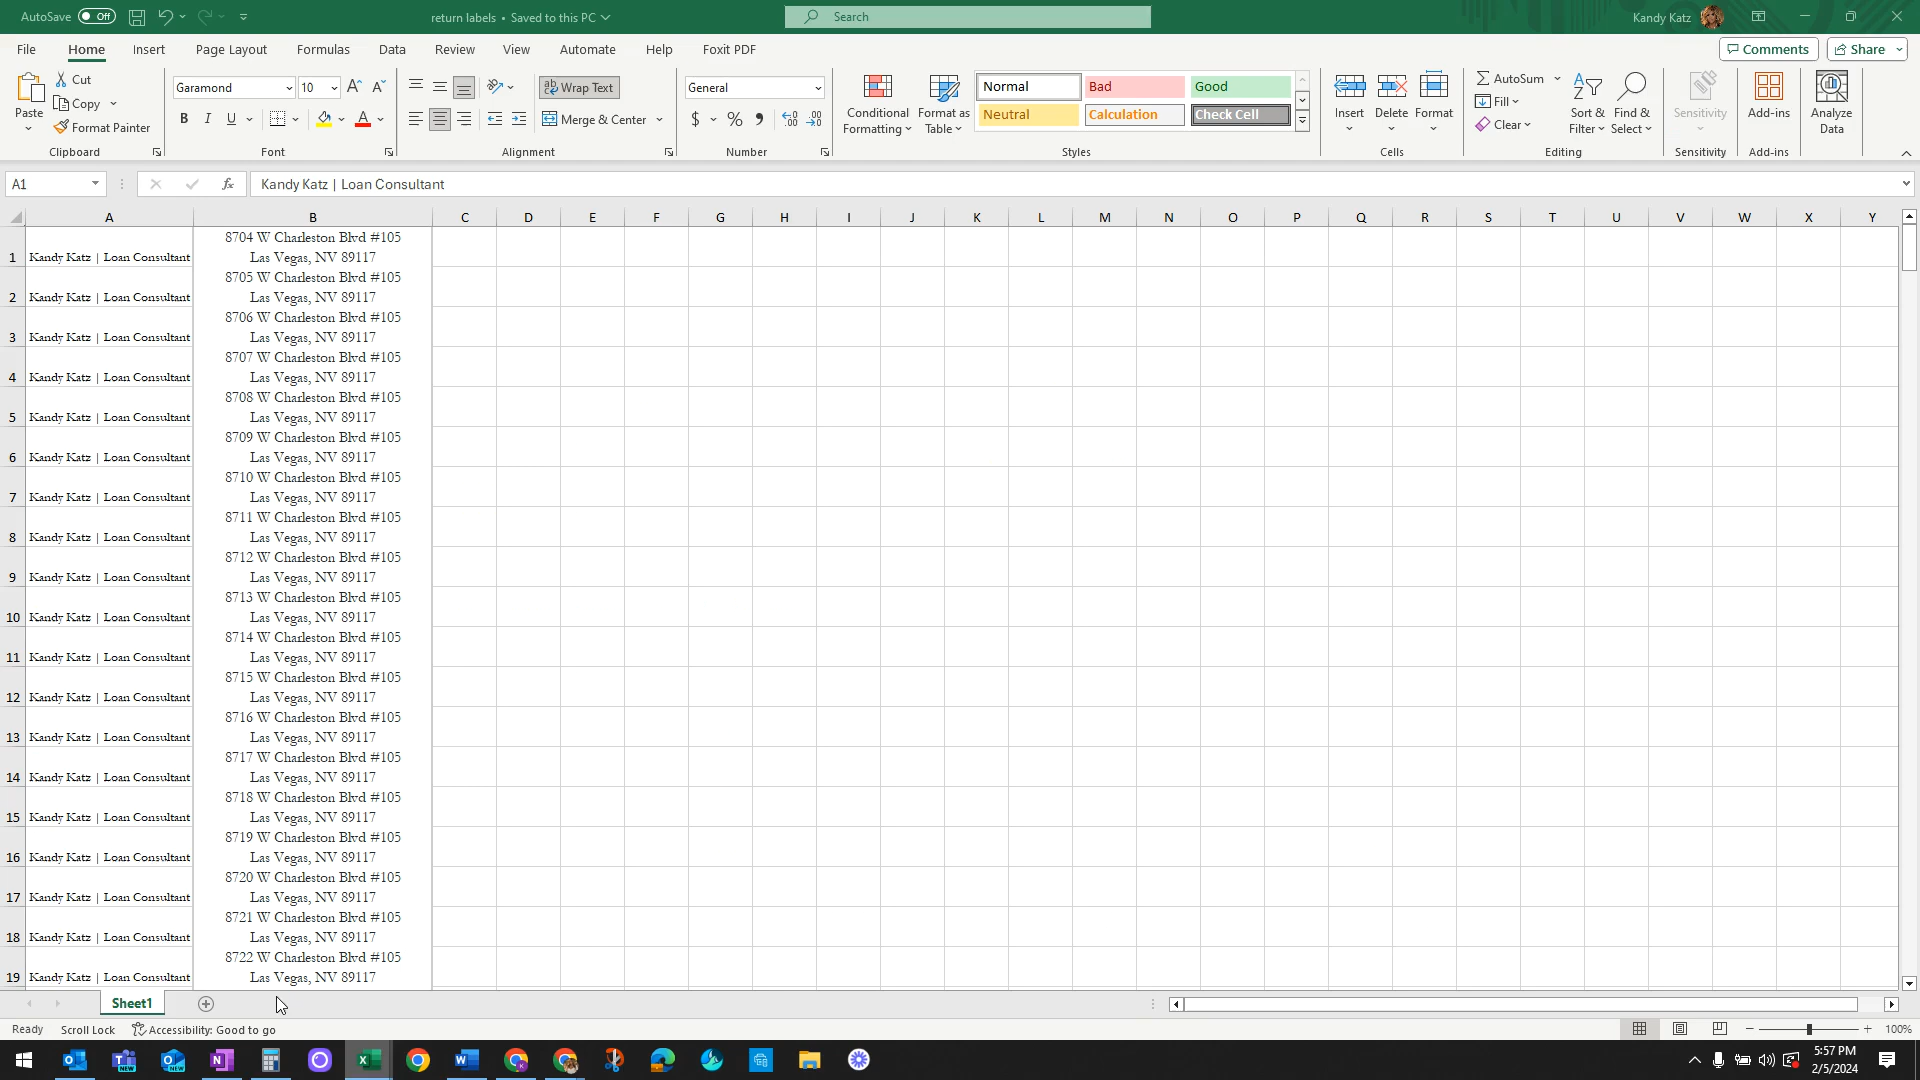 AutoSave Off return labels • Saved to this PC Search Kandy Katz
File Home Insert Page Layout Formulas Data Review View Automate Help Foxit PDF Comments Share
Paste Cut Copy Format Painter Clipboard
Garamond 10 B I U A Font
Wrap Text Merge & Center Alignment
General $ % Number
Conditional Formatting Format as Table
Normal Bad Good
Neutral Calculation Check Cell
Styles
Insert Delete Format Cells
AutoSum Fill Clear Sort & Filter Find & Select Editing
Sensitivity Sensitivity
Add-ins Add-ins
Analyze Data
A1 fx Kandy Katz | Loan Consultant
A B C D E F G H I J K L M N O P Q R S T U V W X Y
8704 W Charleston Blvd #105
1 Kandy Katz | Loan Consultant Las Vegas, NV 89117
8705 W Charleston Blvd #105
2 Kandy Katz | Loan Consultant Las Vegas, NV 89117
8706 W Charleston Blvd #105
3 Kandy Katz | Loan Consultant Las Vegas, NV 89117
8707 W Charleston Blvd #105
4 Kandy Katz | Loan Consultant Las Vegas, NV 89117
8708 W Charleston Blvd #105
5 Kandy Katz | Loan Consultant Las Vegas, NV 89117
8709 W Charleston Blvd #105
6 Kandy Katz | Loan Consultant Las Vegas, NV 89117
8710 W Charleston Blvd #105
7 Kandy Katz | Loan Consultant Las Vegas, NV 89117
8711 W Charleston Blvd #105
8 Kandy Katz | Loan Consultant Las Vegas, NV 89117
8712 W Charleston Blvd #105
9 Kandy Katz | Loan Consultant Las Vegas, NV 89117
8713 W Charleston Blvd #105
10 Kandy Katz | Loan Consultant Las Vegas, NV 89117
8714 W Charleston Blvd #105
11 Kandy Katz | Loan Consultant Las Vegas, NV 89117
8715 W Charleston Blvd #105
12 Kandy Katz | Loan Consultant Las Vegas, NV 89117
8716 W Charleston Blvd #105
13 Kandy Katz | Loan Consultant Las Vegas, NV 89117
8717 W Charleston Blvd #105
14 Kandy Katz | Loan Consultant Las Vegas, NV 89117
8718 W Charleston Blvd #105
15 Kandy Katz | Loan Consultant Las Vegas, NV 89117
8719 W Charleston Blvd #105
16 Kandy Katz | Loan Consultant Las Vegas, NV 89117
8720 W Charleston Blvd #105
17 Kandy Katz | Loan Consultant Las Vegas, NV 89117
8721 W Charleston Blvd #105
18 Kandy Katz | Loan Consultant Las Vegas, NV 89117
8722 W Charleston Blvd #105
19 Kandy Katz | Loan Consultant Las Vegas, NV 89117
Sheet1
Ready Scroll Lock Accessibility: Good to go 100%
5:57 PM
2/5/2024